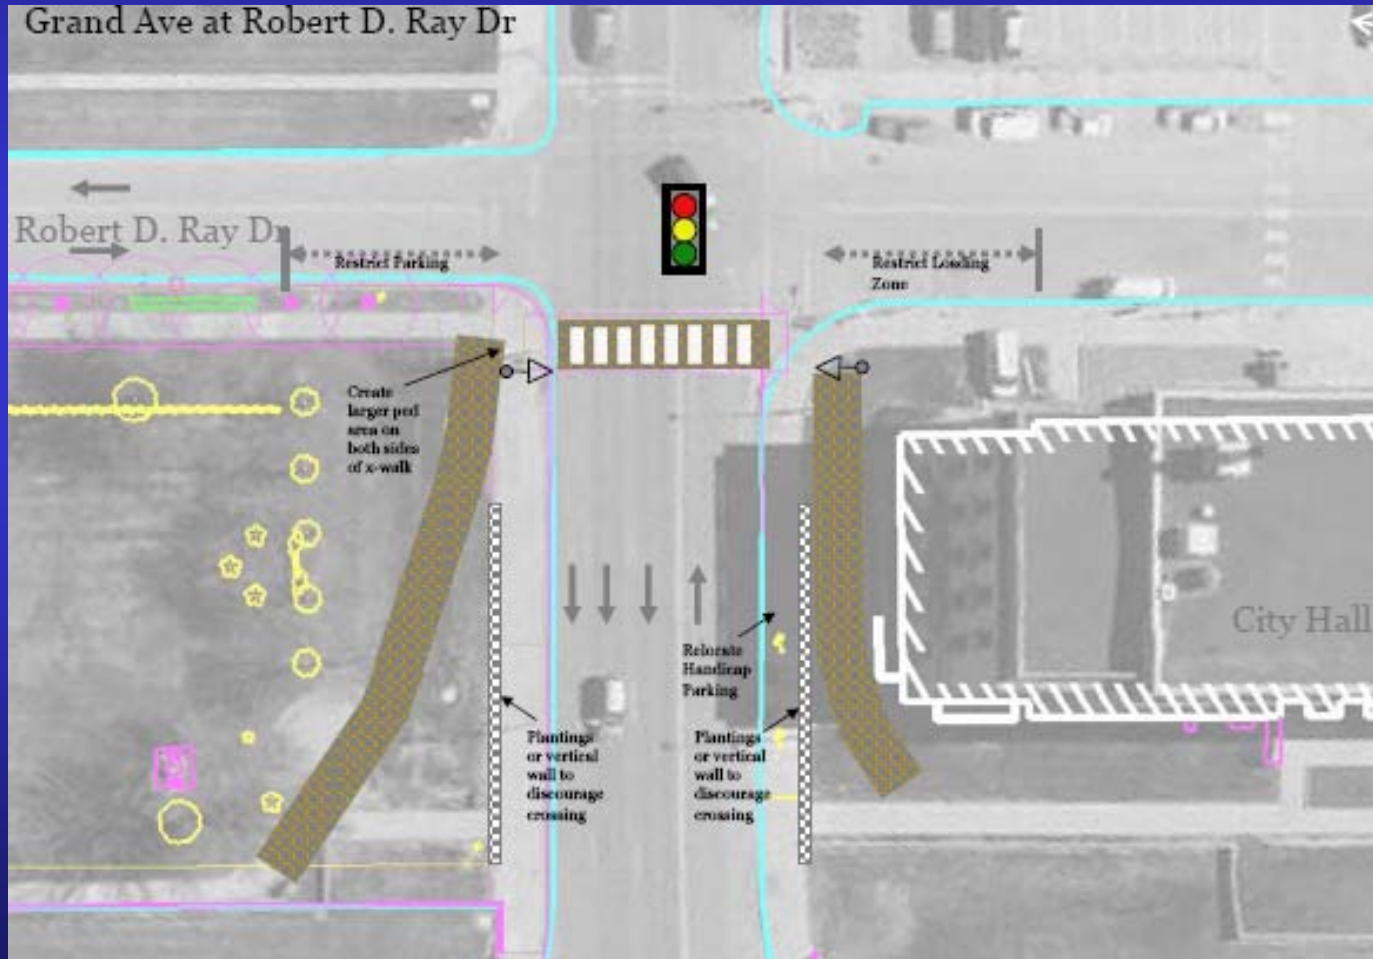 Grand Ave at Robert D. Ray Dr
Robert D. Ray Dr
Restrict Parking
Restrict Loading
Zone
Create
larger ped
area on
both sides
of x-walk
City Hall
Relocate
Handicap
Parking
Plantings
or vertical
wall to
discourage
crossing
Plantings
or vertical
wall to
discourage
crossing